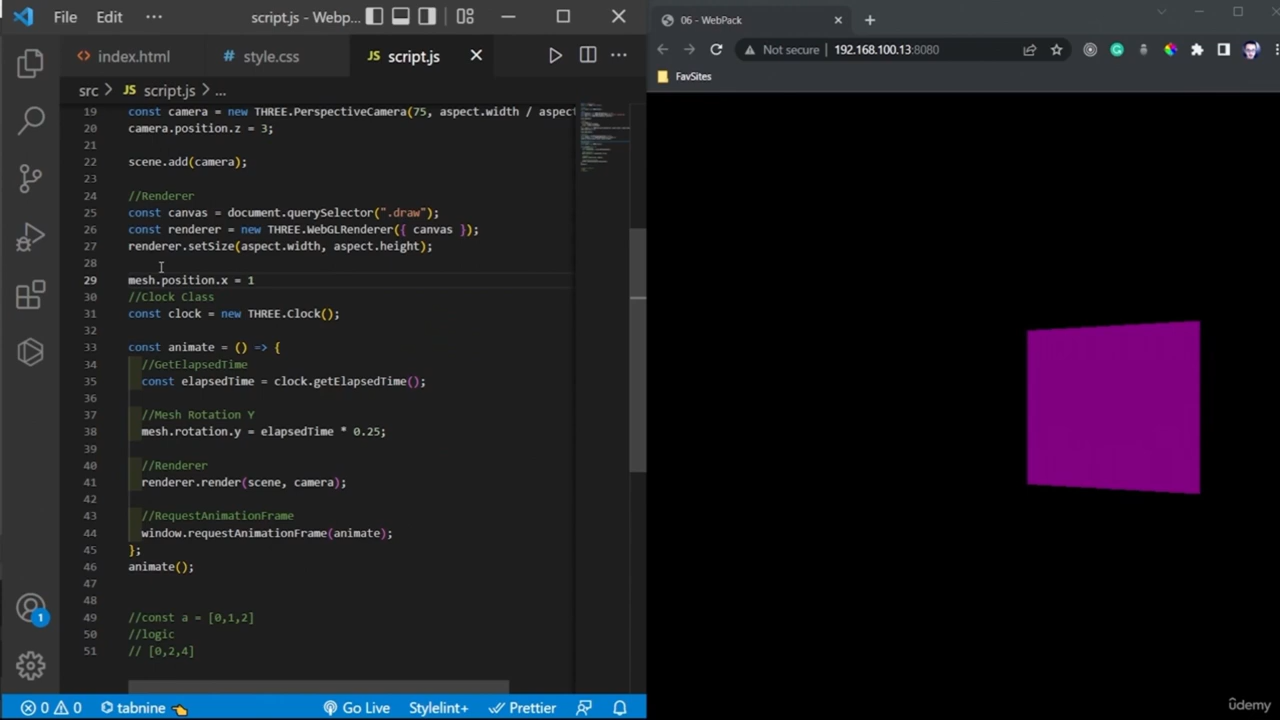 File Edit ··· script.js - Webp...
index.html
style.css
JS script.js
src > JS script.js > ...
19 const camera = new THREE.PerspectiveCamera(75, aspect.width / aspect
20 camera.position.z = 3;
21
22 scene.add(camera);
23
24 //Renderer
25 const canvas = document.querySelector(".draw");
26 const renderer = new THREE.WebGLRenderer({ canvas });
27 renderer.setSize(aspect.width, aspect.height);
28
29 mesh.position.x = 1
30 //Clock Class
31 const clock = new THREE.Clock();
32
33 const animate = () => {
34 //GetElapsedTime
35 const elapsedTime = clock.getElapsedTime();
36
37 //Mesh Rotation Y
38 mesh.rotation.y = elapsedTime * 0.25;
39
40 //Renderer
41 renderer.render(scene, camera);
42
43 //RequestAnimationFrame
44 window.requestAnimationFrame(animate);
45 };
46 animate();
47
48
49 //const a = [0,1,2]
50 //logic
51 // [0,2,4]
1
0 0 tabnine Go Live Stylelint+ Prettier
06 - WebPack
Not secure 192.168.100.13:8080
FavSites
ûdemy